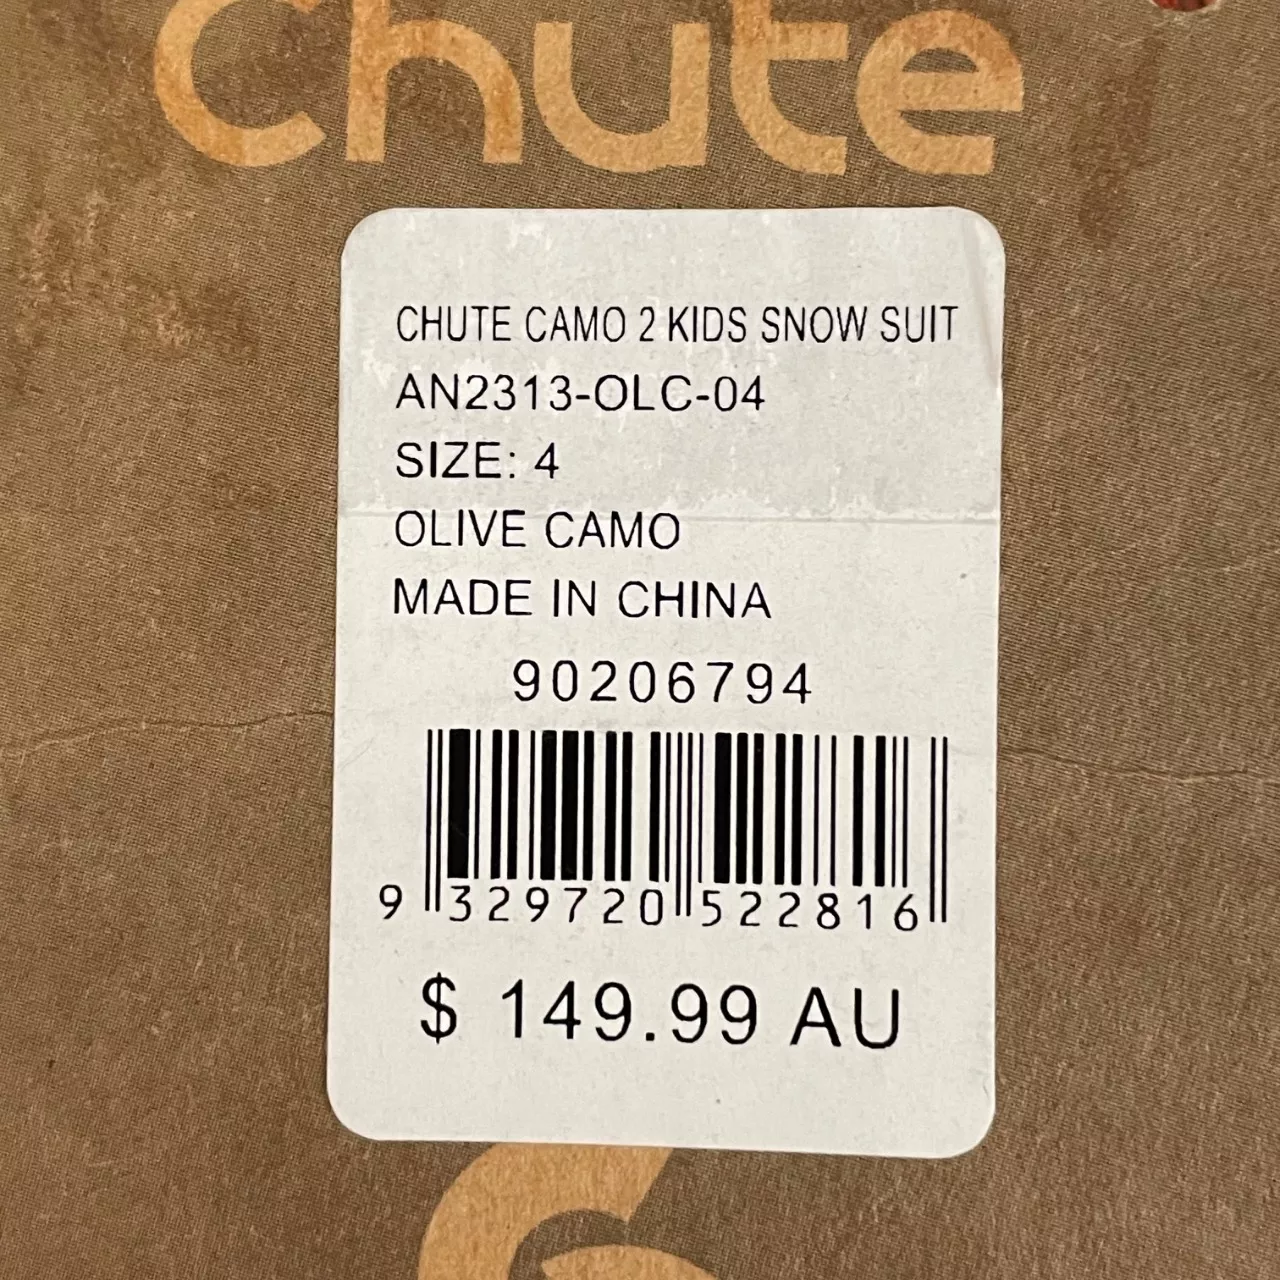 Chute
CHUTE CAMO 2 KIDS SNOW SUIT
AN2313-OLC-04
SIZE: 4
OLIVE CAMO
MADE IN CHINA
90206794
9 329720 522816
$ 149.99 AU